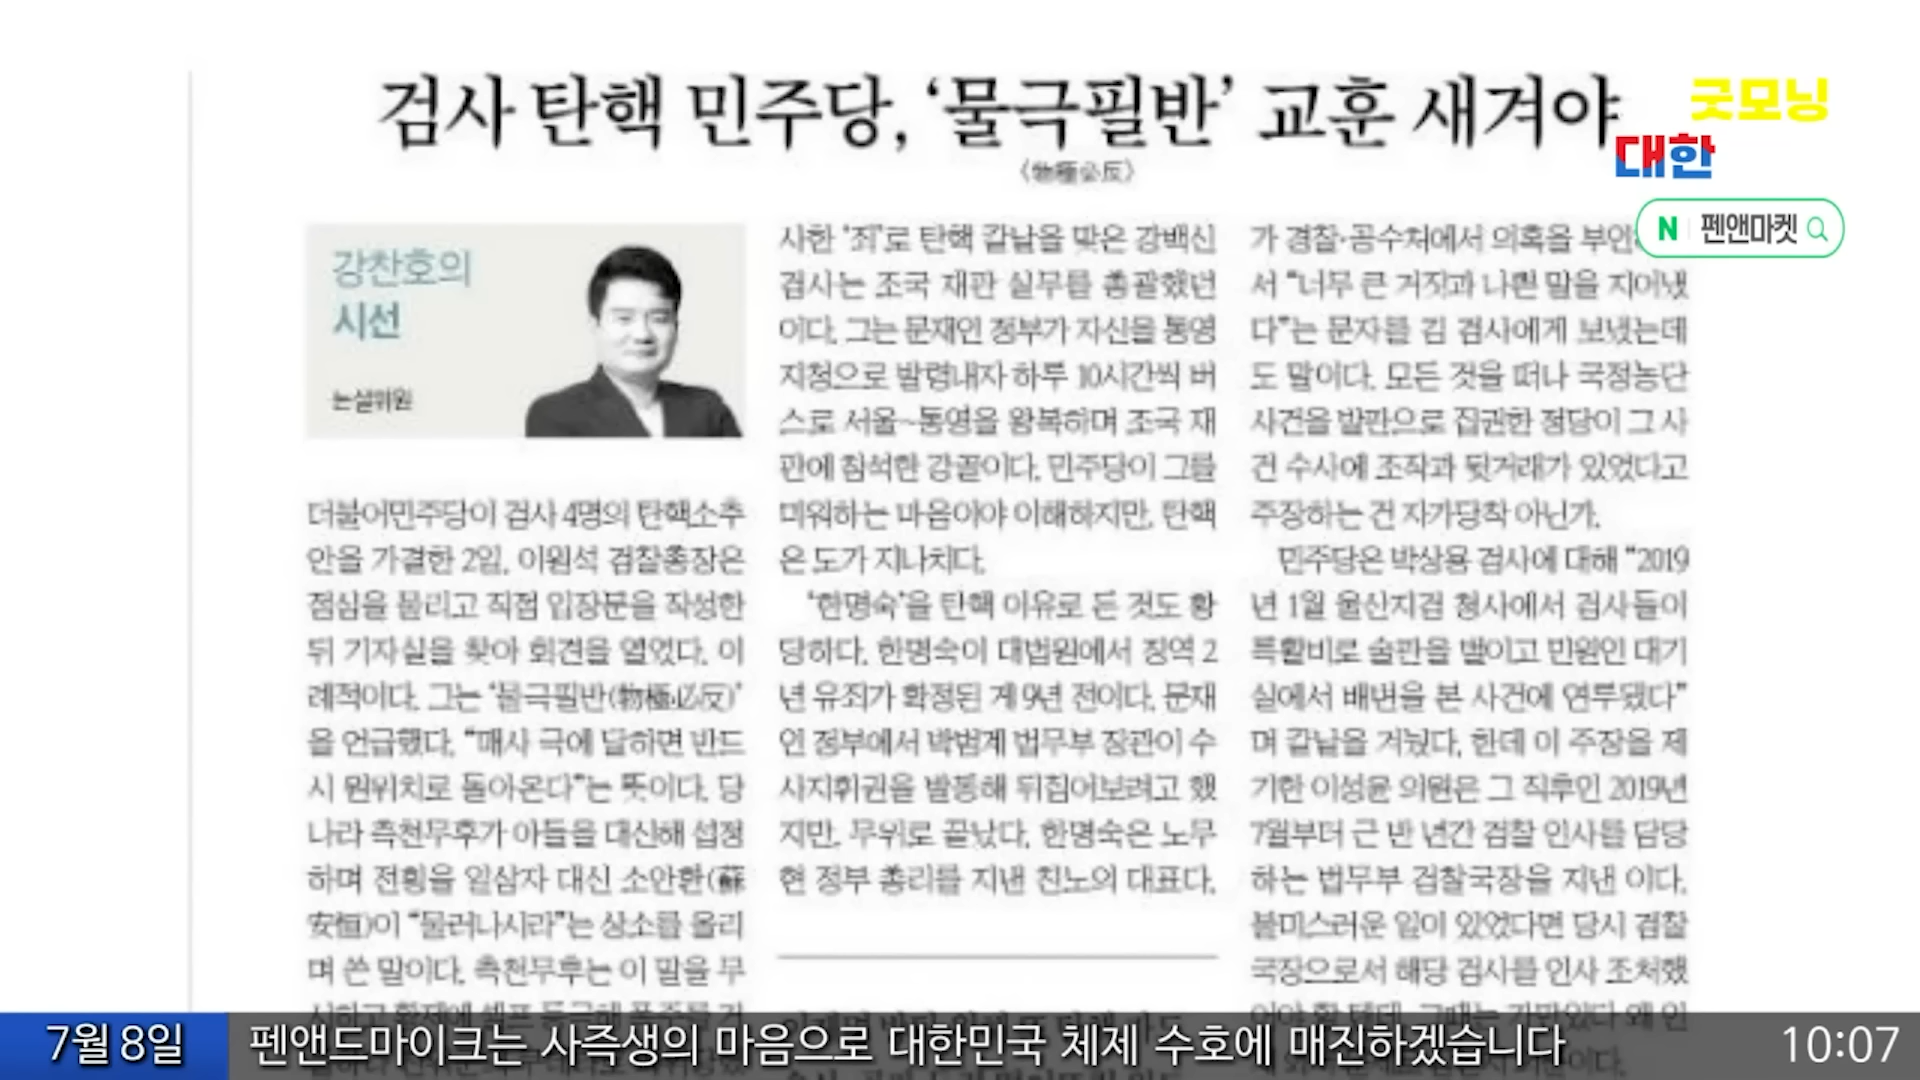 검사 탄핵 민주당, ‘물극필반’ 교훈 새겨야
굿모닝
대한
N 펜앤마켓
강찬호의
시선
논설위원
더불어민주당이 검사 4명의 탄핵소추
안을 가결한 2일, 이원석 검찰총장은
점심을 물리고 직접 입장문을 작성한
뒤 기자실을 찾아 회견을 열었다. 이
례적이다. 그는 ‘물극필반(物極必反)’
을 언급했다. “매사 극에 달하면 반드
시 원위치로 돌아온다”는 뜻이다. 당
나라 측천무후가 아들을 대신해 섭정
하며 전횡을 일삼자 대신 소안환(蘇
安恒)이 “물러나시라”는 상소를 올리
며 쓴 말이다. 측천무후는 이 말을 무
사한 ‘죄’로 탄핵 칼날을 맞은 강백신
검사는 조국 재판 실무를 총괄했던
이다. 그는 문재인 정부가 자신을 통영
지청으로 발령내자 하루 10시간씩 버
스로 서울~통영을 왕복하며 조국 재
판에 참석한 강골이다. 민주당이 그를
미워하는 마음이야 이해하지만, 탄핵
은 도가 지나치다.
‘한명숙’을 탄핵 이유로 든 것도 황
당하다. 한명숙이 대법원에서 징역 2
년 유죄가 확정된 게 9년 전이다. 문재
인 정부에서 박범계 법무부 장관이 수
사지휘권을 발동해 뒤집어보려고 했
지만, 무위로 끝났다. 한명숙은 노무
현 정부 총리를 지낸 친노의 대표다.
가 경찰·공수처에서 의혹을 부인
서 “너무 큰 거짓과 나쁜 말을 지어냈
다”는 문자를 김 검사에게 보냈는데
도 말이다. 모든 것을 떠나 국정농단
사건을 발판으로 집권한 정당이 그 사
건 수사에 조작과 뒷거래가 있었다고
주장하는 건 자가당착 아닌가.
민주당은 박상용 검사에 대해 “2019
년 1월 울산지검 청사에서 검사들이
특활비로 술판을 벌이고 민원인 대기
실에서 배변을 본 사건에 연루됐다”
며 칼날을 겨눴다. 한데 이 주장을 제
기한 이성윤 의원은 그 직후인 2019년
7월부터 근 반 년간 검찰 인사를 담당
하는 법무부 검찰국장을 지낸 이다.
불미스러운 일이 있었다면 당시 검찰
국장으로서 해당 검사를 인사 조처했
7월 8일
펜앤드마이크는 사즉생의 마음으로 대한민국 체제 수호에 매진하겠습니다
10:07